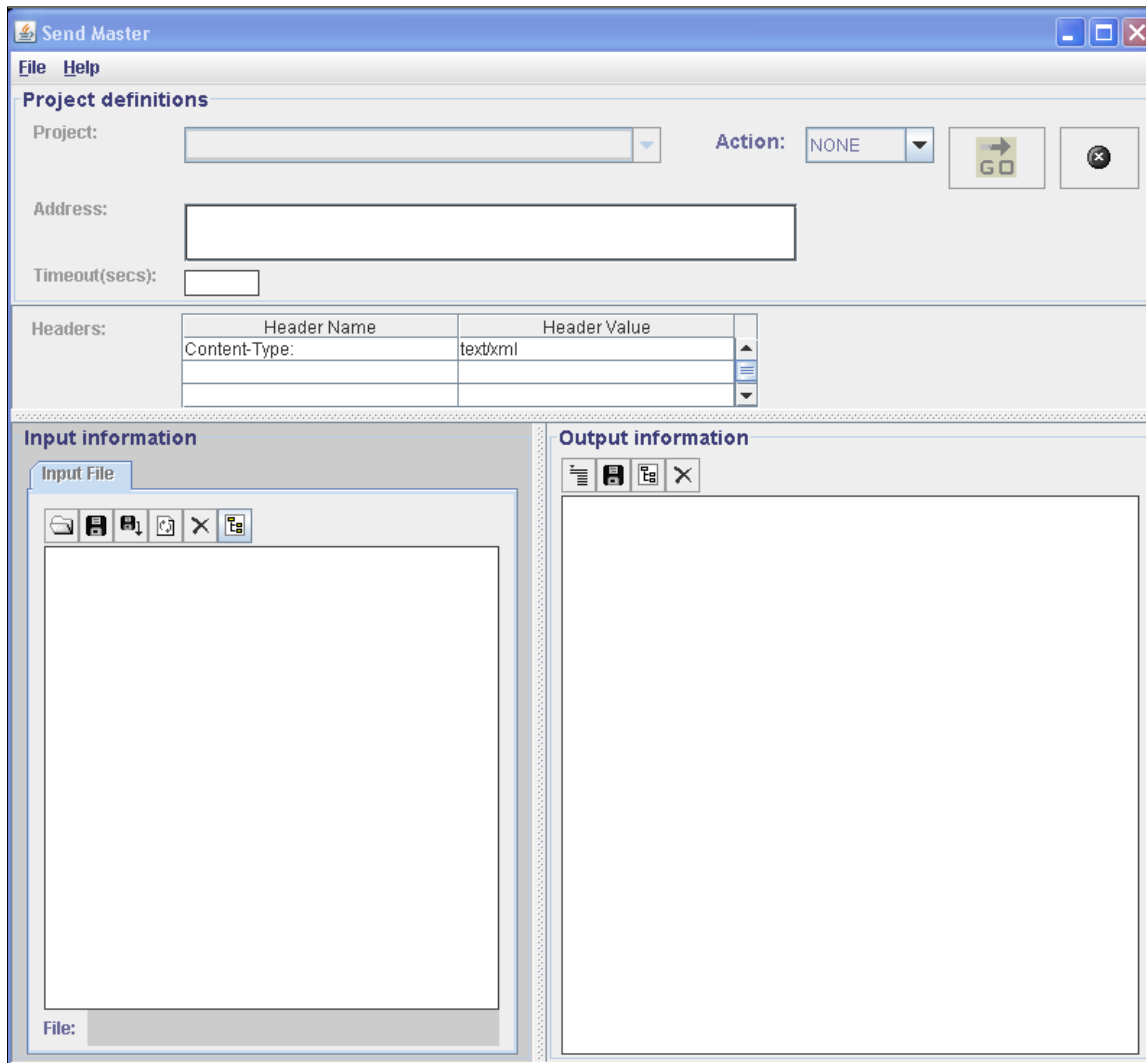 Send Master
File Help
Project definitions
Project:
Action: NONE
GO
Address:
Timeout(secs):
Headers:
Header Name Header Value
Content-Type: text/xml
Input information
Input File
File:
Output information